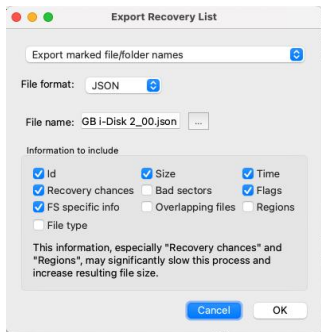 Export Recovery List
Export marked file/folder names
File format: JSON
File name: GB i-Disk 2_00.json ...
Information to include
Id Size Time
Recovery chances Bad sectors Flags
FS specific info Overlapping files Regions
File type
This information, especially "Recovery chances" and
"Regions", may significantly slow this process and
increase resulting file size.
Cancel OK